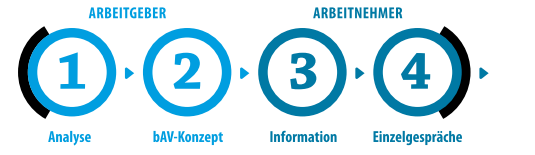 ARBEITGEBER ARBEITNEHMER
1 2 3 4
Analyse bAV-Konzept Information Einzelgespräche